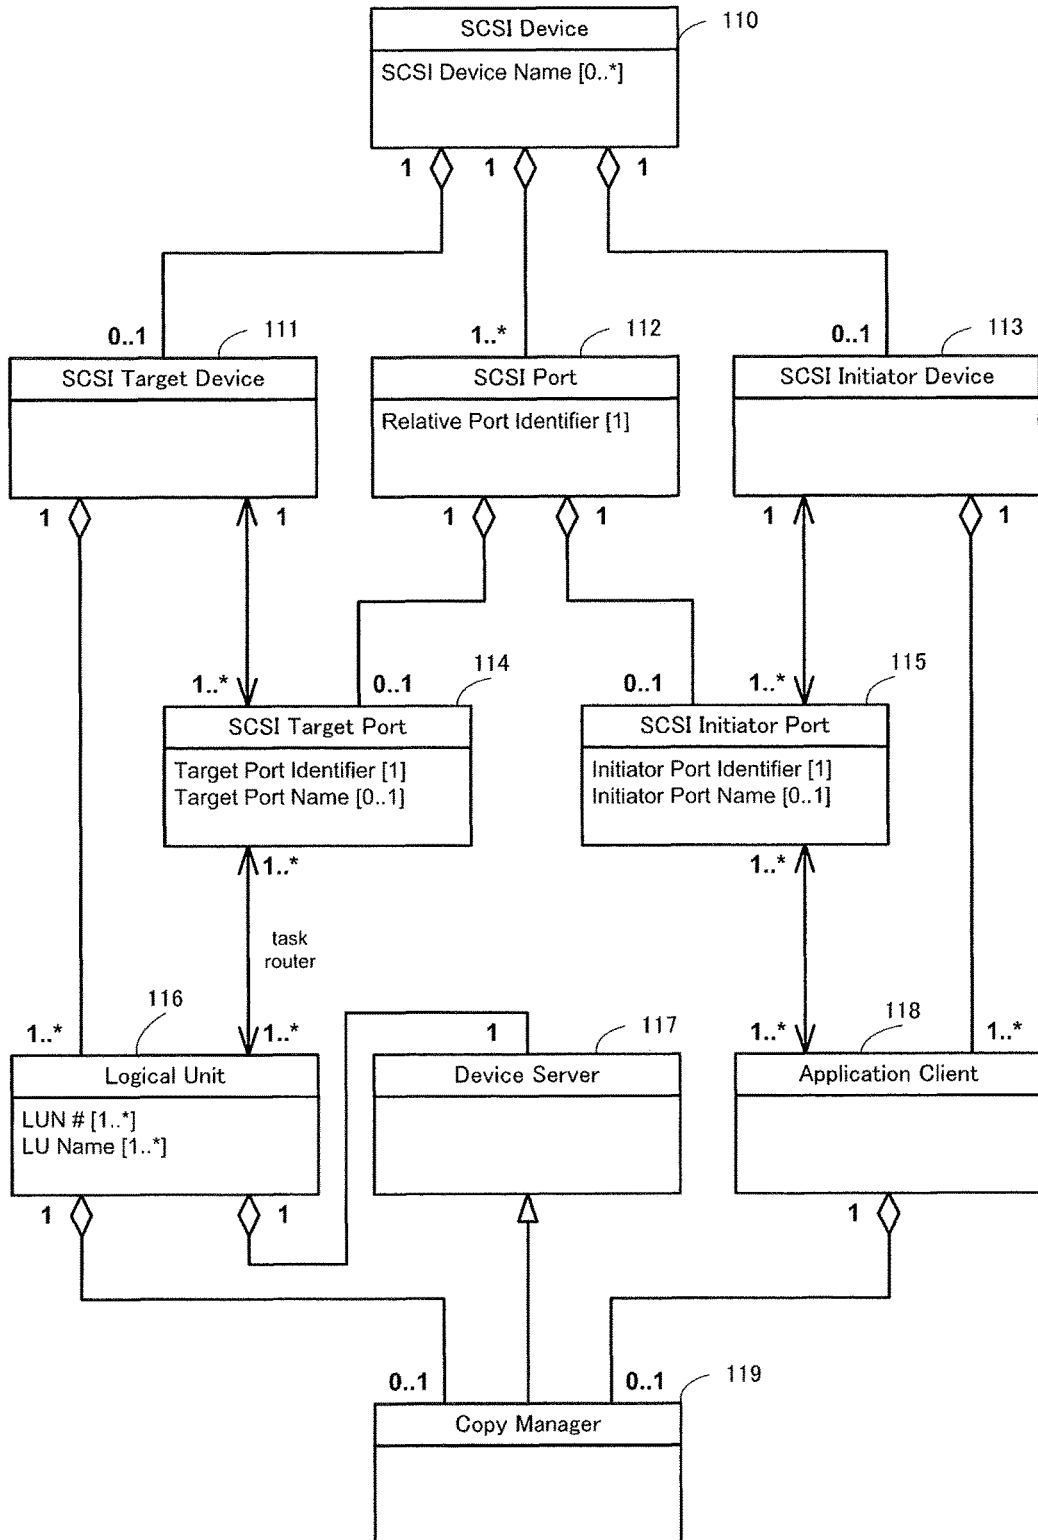 SCSI Device
110
SCSI Device Name [0..*]
1
1
1
0..1
111
1..*
112
0..1
113
SCSI Target Device
SCSI Port
SCSI Initiator Device
Relative Port Identifier [1]
1
1
1
1
1
1
1..*
0..1
114
0..1
1..*
115
SCSI Target Port
SCSI Initiator Port
Target Port Identifier [1]
Target Port Name [0..1]
Initiator Port Identifier [1]
Initiator Port Name [0..1]
1..*
1..*
task
router
1..*
116
1..*
1
117
1..*
118
1..*
Logical Unit
Device Server
Application Client
LUN # [1..*]
LU Name [1..*]
1
1
1
0..1
0..1
119
Copy Manager